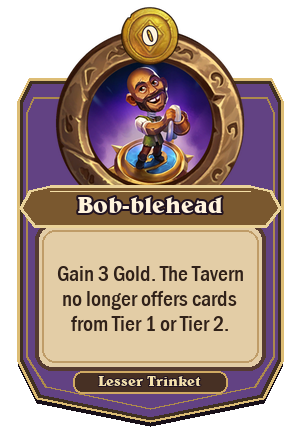 0
Bob-blehead
Gain 3 Gold. The Tavern
no longer offers cards
from Tier 1 or Tier 2.
Lesser Trinket